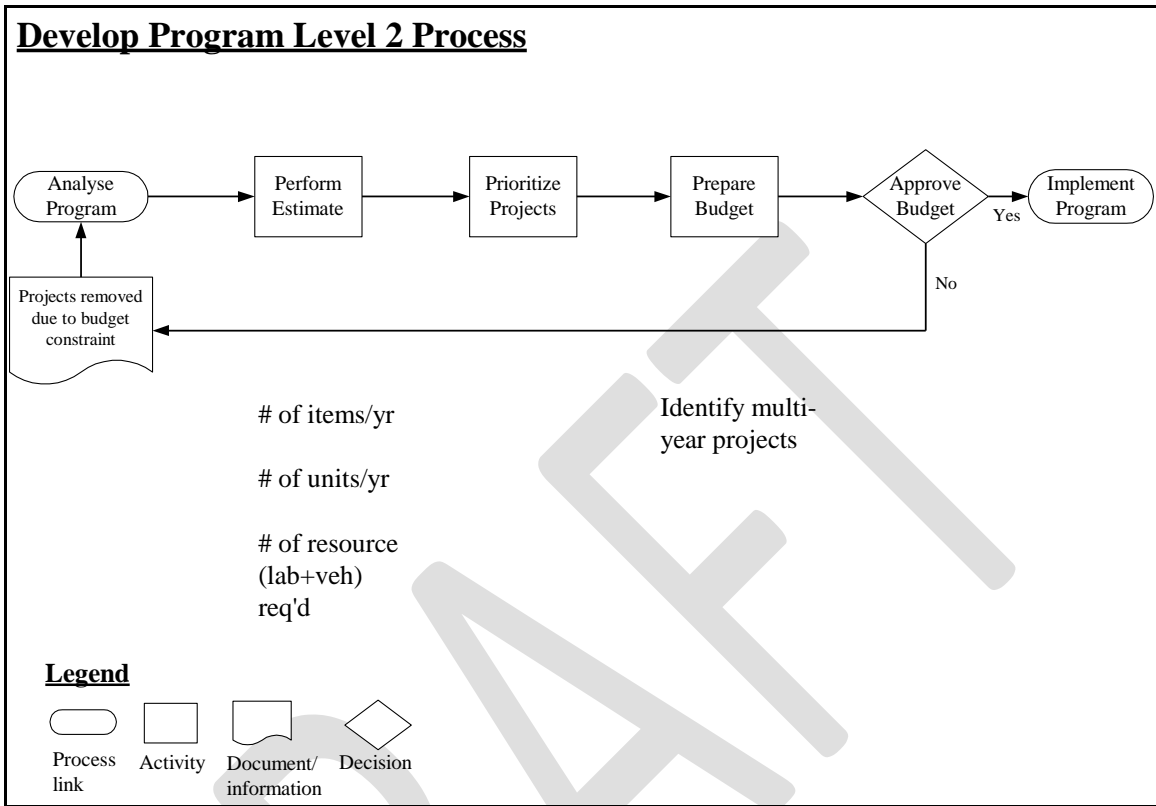 Develop Program Level 2 Process
Analyse
Program
Perform
Estimate
Prioritize
Projects
Prepare
Budget
Approve
Budget
Yes
Implement
Program
No
Projects removed
due to budget
constraint
# of items/yr
# of units/yr
# of resource
(lab+veh)
req'd
Identify multi-
year projects
Legend
Process
link
Activity
Document/
information
Decision
DRAFT